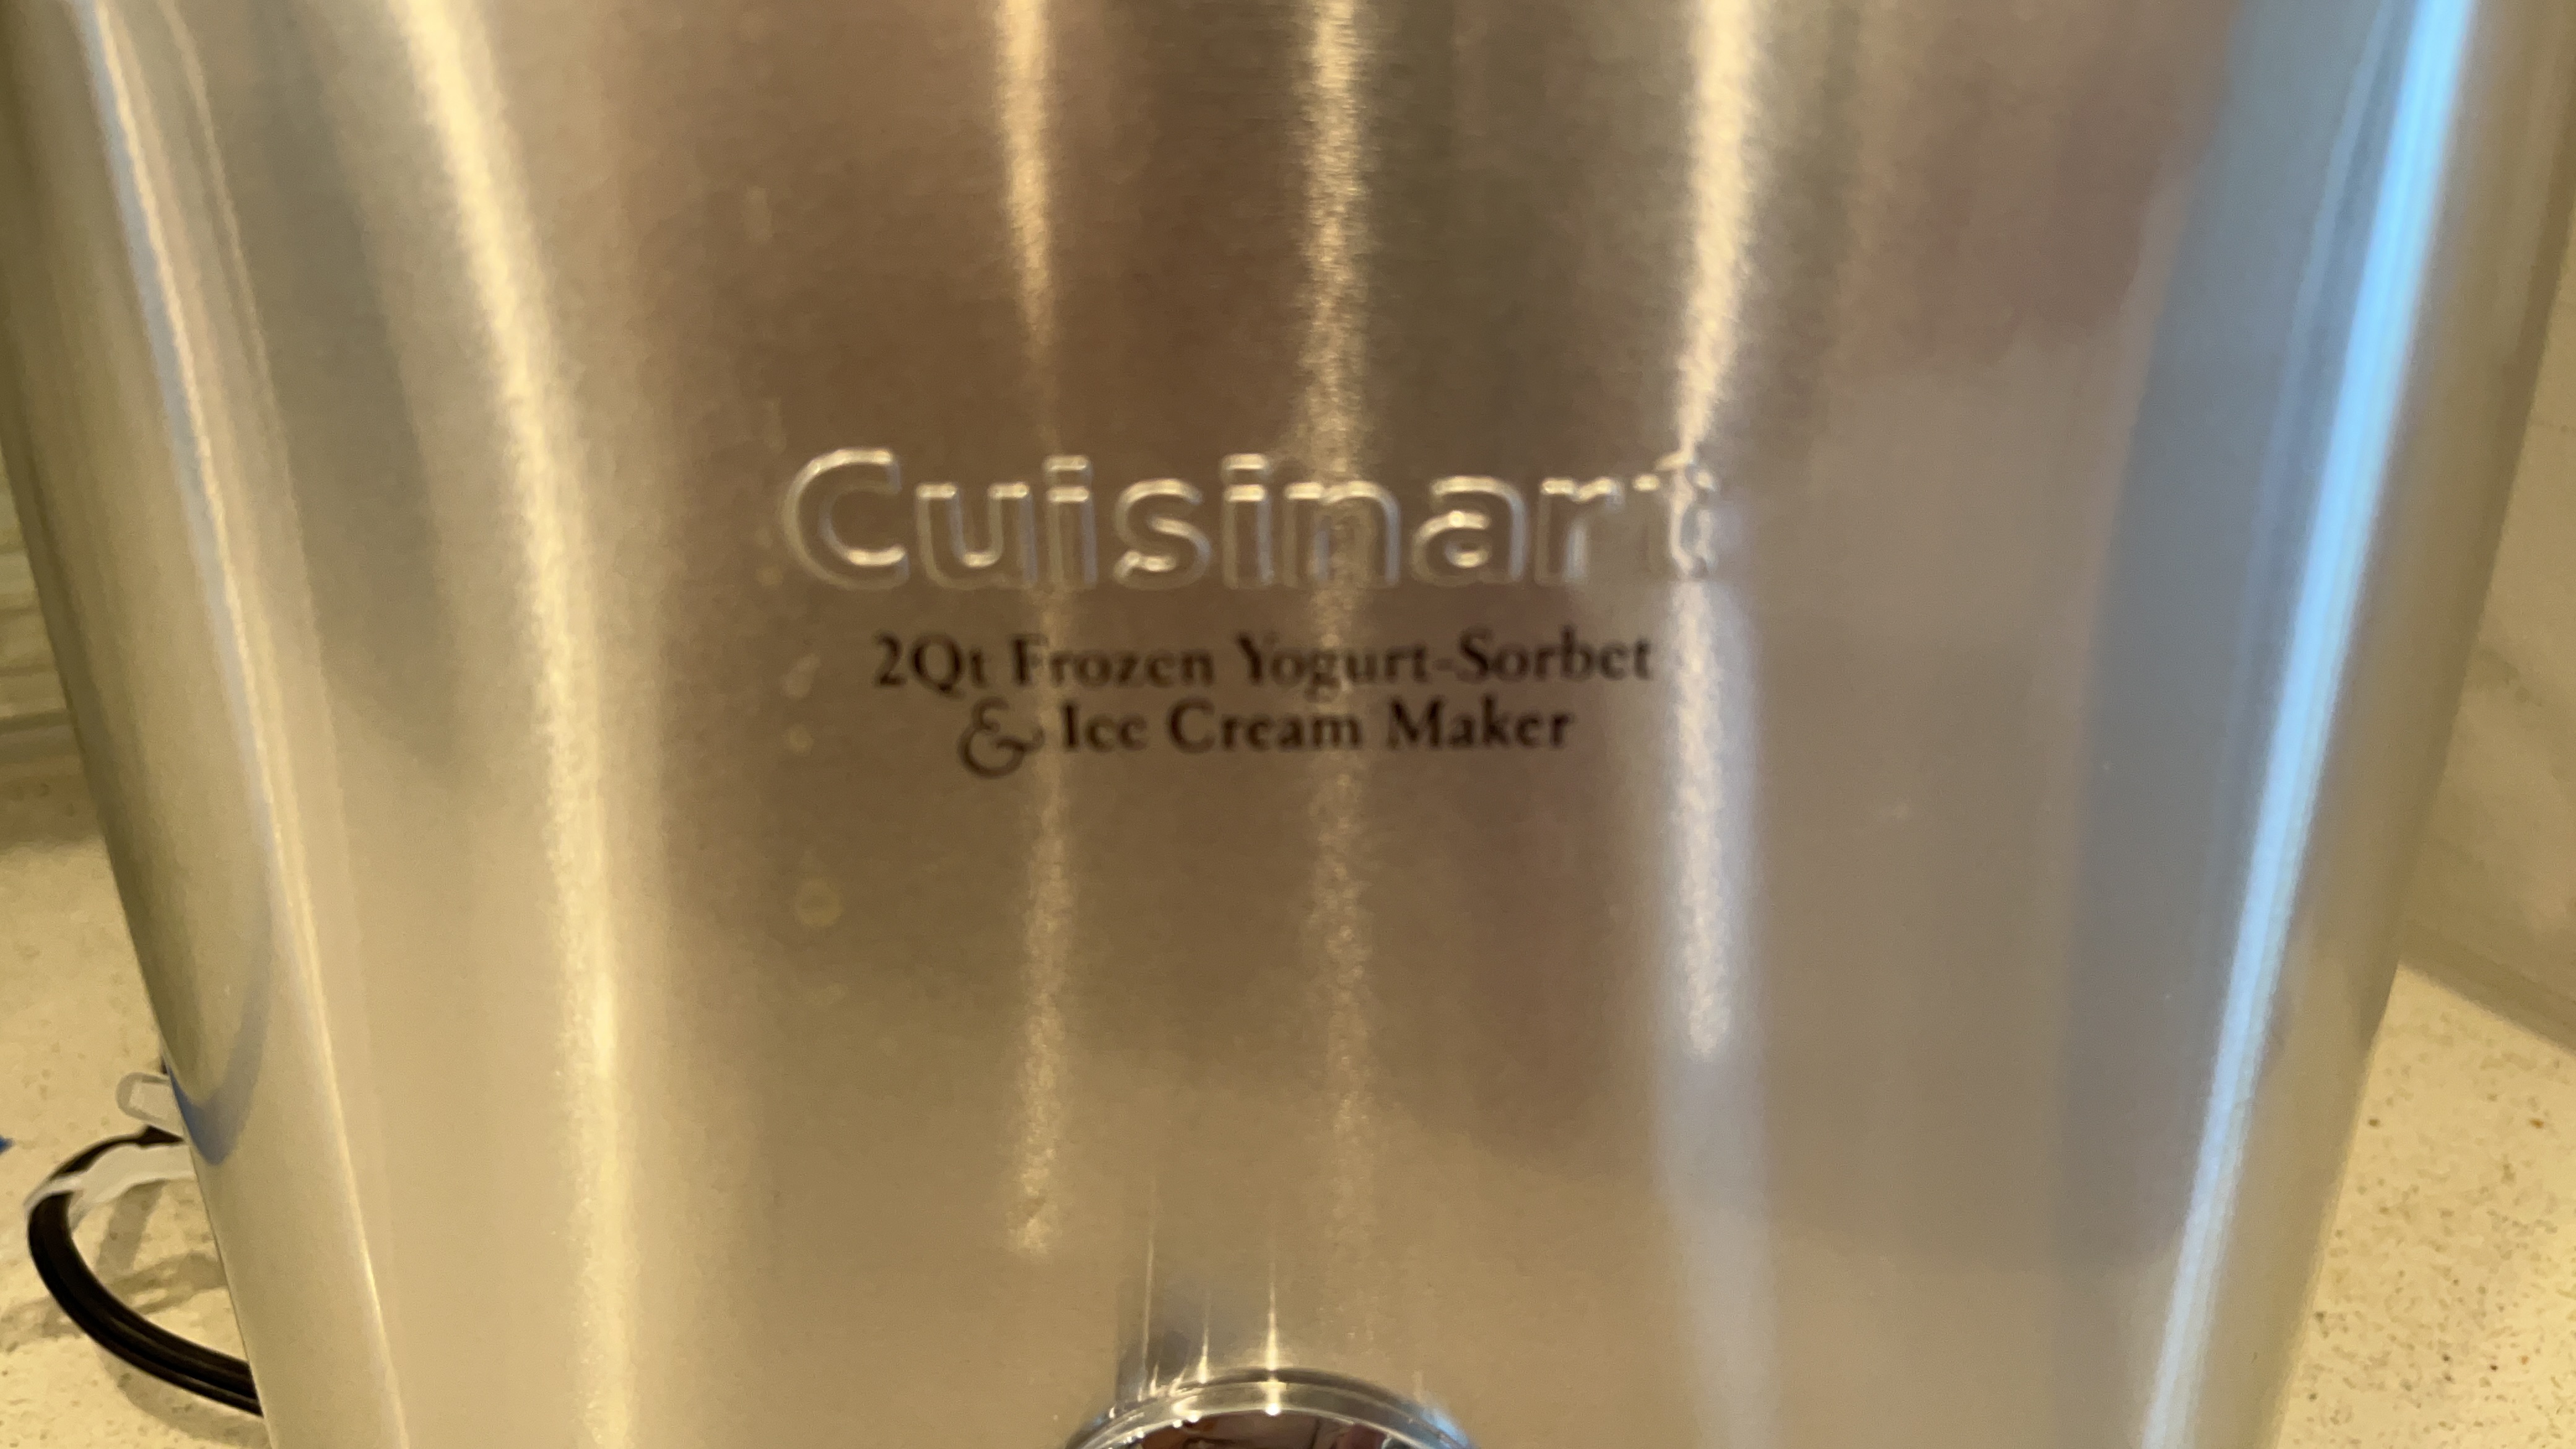 Cuisinart
2Qt Frozen Yogurt-Sorbet
& Ice Cream Maker